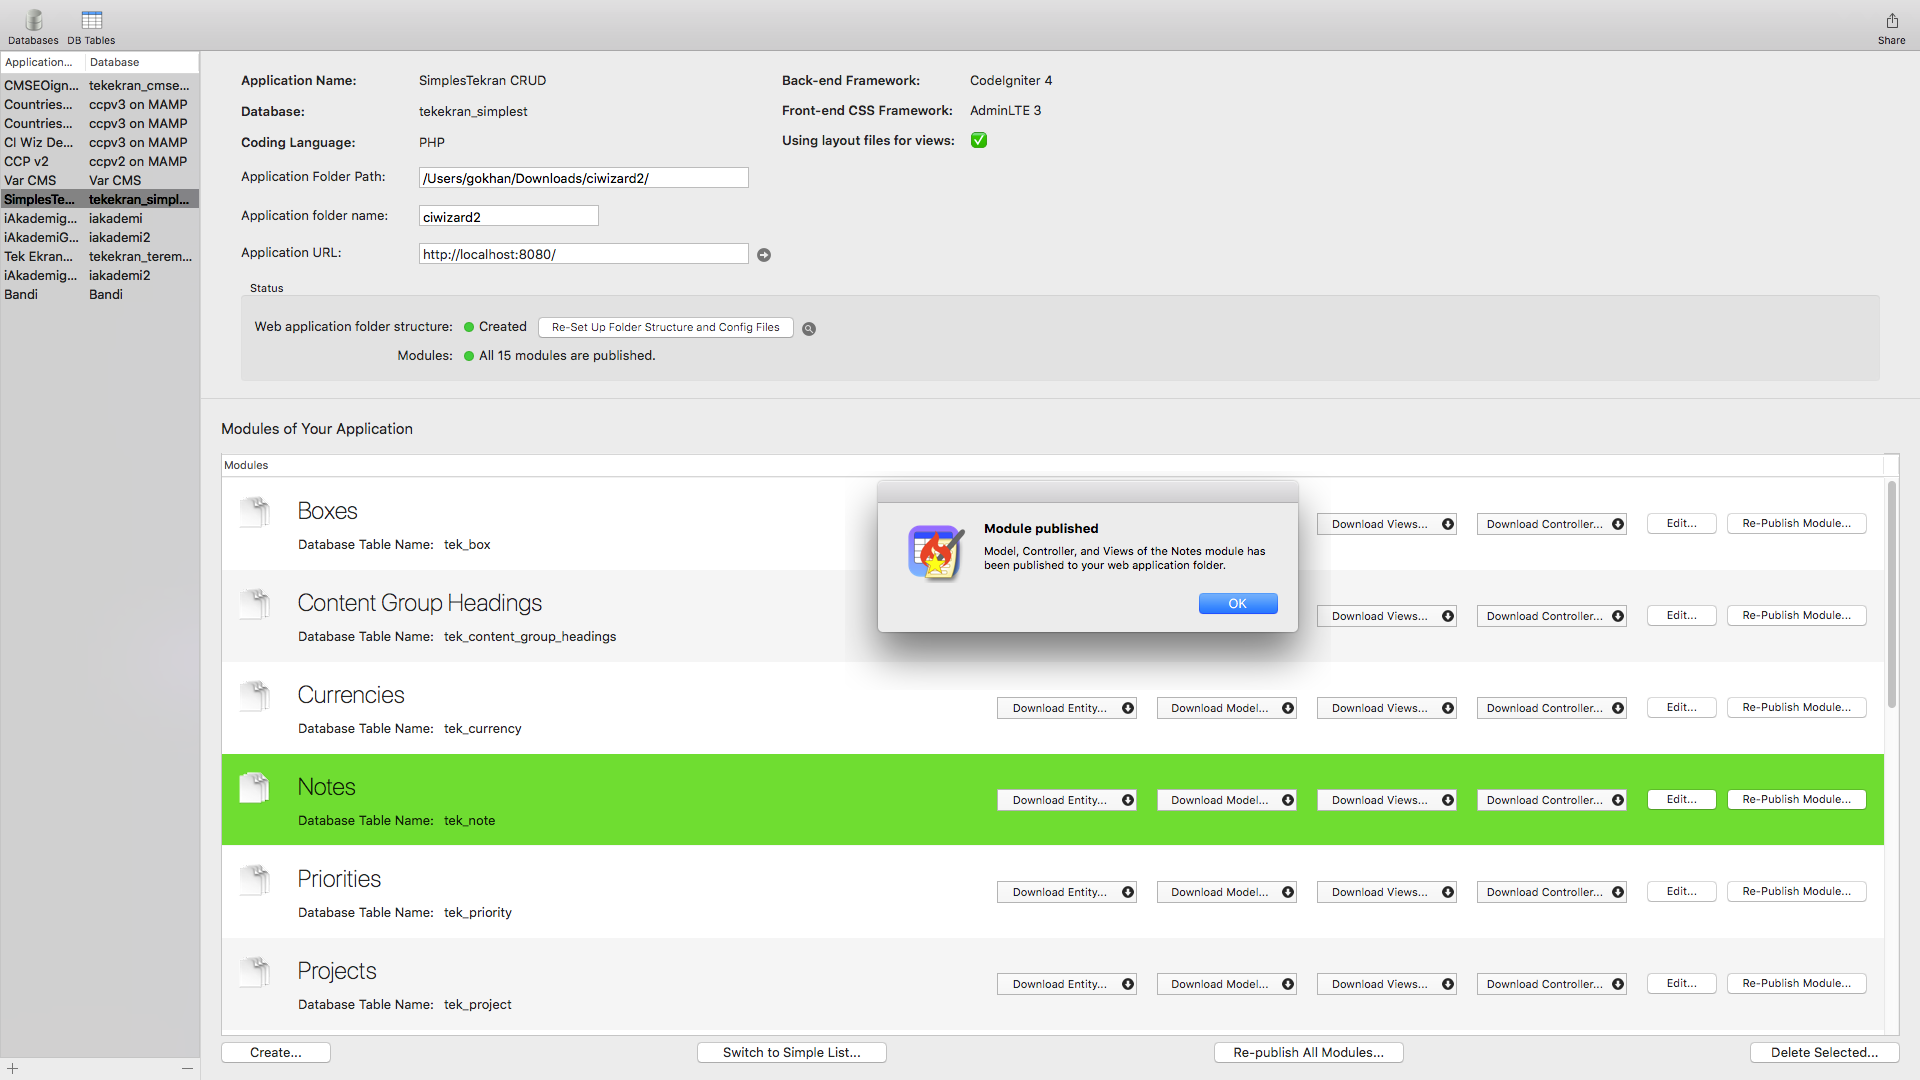 Databases
DB Tables
Share
Application...
Database
CMSEOign...
tekekran_cmse...
Countries...
ccpv3 on MAMP
Countries...
ccpv3 on MAMP
CI Wiz De...
ccpv3 on MAMP
CCP v2
ccpv2 on MAMP
Var CMS
Var CMS
SimplesTe...
tekekran_simpl...
iAkademig...
iakademi
iAkademiG...
iakademi2
Tek Ekran...
tekekran_terem...
iAkademig...
iakademi2
Bandi
Bandi
Application Name:
SimplesTekran CRUD
Back-end Framework:
CodeIgniter 4
Database:
tekekran_simplest
Front-end CSS Framework:
AdminLTE 3
Coding Language:
PHP
Using layout files for views:
Application Folder Path:
/Users/gokhan/Downloads/ciwizard2/
Application folder name:
ciwizard2
Application URL:
http://localhost:8080/
Status
Web application folder structure:
Created
Re-Set Up Folder Structure and Config Files
Modules:
All 15 modules are published.
Modules of Your Application
Modules
Boxes
Database Table Name: tek_box
Download Views...
Download Controller...
Edit...
Re-Publish Module...
Module published
Model, Controller, and Views of the Notes module has
been published to your web application folder.
OK
Content Group Headings
Database Table Name: tek_content_group_headings
Download Views...
Download Controller...
Edit...
Re-Publish Module...
Currencies
Database Table Name: tek_currency
Download Entity...
Download Model...
Download Views...
Download Controller...
Edit...
Re-Publish Module...
Notes
Database Table Name: tek_note
Download Entity...
Download Model...
Download Views...
Download Controller...
Edit...
Re-Publish Module...
Priorities
Database Table Name: tek_priority
Download Entity...
Download Model...
Download Views...
Download Controller...
Edit...
Re-Publish Module...
Projects
Database Table Name: tek_project
Download Entity...
Download Model...
Download Views...
Download Controller...
Edit...
Re-Publish Module...
Create...
Switch to Simple List...
Re-publish All Modules...
Delete Selected...